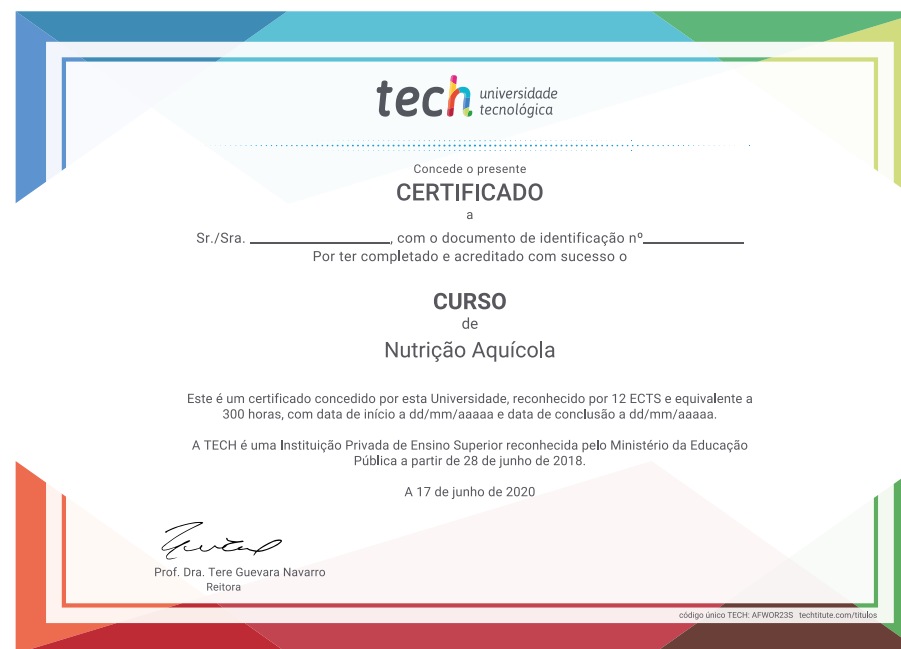 tech universidade
tecnológica
Concede o presente
CERTIFICADO
a
Sr./Sra. ____________________, com o documento de identificação nº______________
Por ter completado e acreditado com sucesso o
CURSO
de
Nutrição Aquícola
Este é um certificado concedido por esta Universidade, reconhecido por 12 ECTS e equivalente a
300 horas, com data de início a dd/mm/aaaaa e data de conclusão a dd/mm/aaaaa.
A TECH é uma Instituição Privada de Ensino Superior reconhecida pelo Ministério da Educação
Pública a partir de 28 de junho de 2018.
A 17 de junho de 2020
Prof. Dra. Tere Guevara Navarro
Reitora
código único TECH: AFWOR23S techtitute.com/titulos